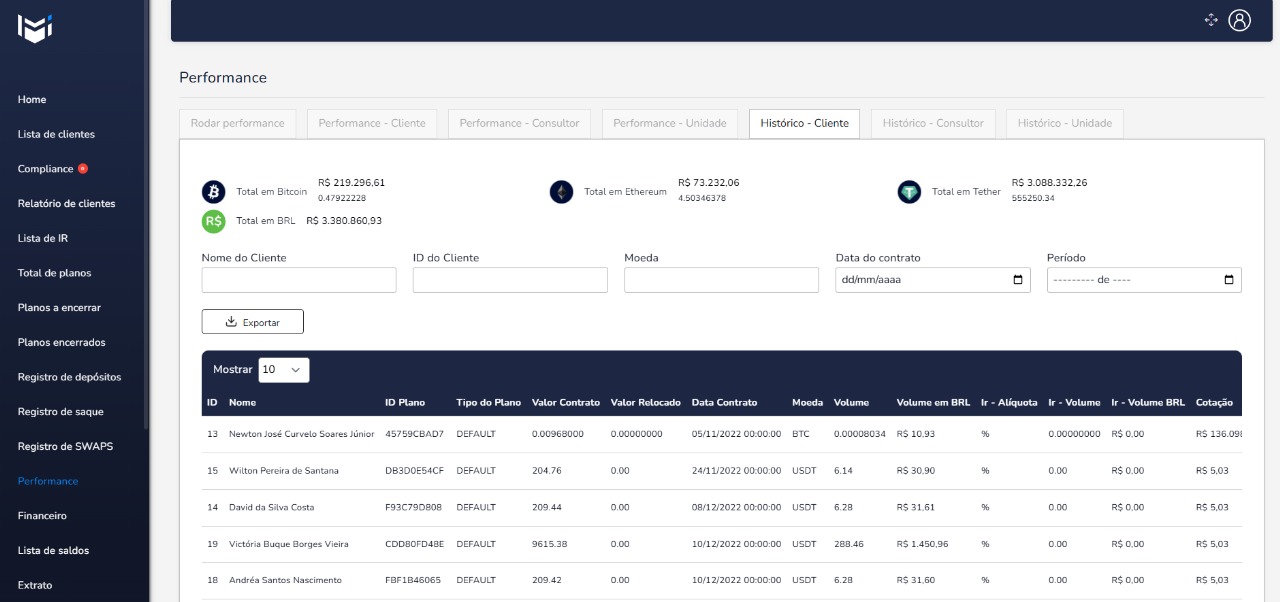 Home
Lista de clientes
Compliance
Relatório de clientes
Lista de IR
Total de planos
Planos a encerrar
Planos encerrados
Registro de depósitos
Registro de saque
Registro de SWAPS
Performance
Financeiro
Lista de saldos
Extrato
Performance
Rodar performance Performance - Cliente Performance - Consultor Performance - Unidade Histórico - Cliente Histórico - Consultor Histórico - Unidade
Total em Bitcoin R$ 219.296,61
0.47922228
Total em Ethereum R$ 73.232,06
4.50346378
Total em Tether R$ 3.088.332,26
555250.34
R$ Total em BRL R$ 3.380.860,93
Nome do Cliente ID do Cliente Moeda Data do contrato Período
dd/mm/aaaa --------- de ----
Exportar
Mostrar 10
ID Nome ID Plano Tipo do Plano Valor Contrato Valor Relocado Data Contrato Moeda Volume Volume em BRL Ir - Alíquota Ir - Volume Ir - Volume BRL Cotação
13 Newton José Curvelo Soares Júnior 45759CBAD7 DEFAULT 0.00968000 0.00000000 05/11/2022 00:00:00 BTC 0.00008034 R$ 10,93 % 0.00000000 R$ 0,00 R$ 136.098
15 Wilton Pereira de Santana DB3D0E54CF DEFAULT 204.76 0.00 24/11/2022 00:00:00 USDT 6.14 R$ 30,90 % 0.00 R$ 0,00 R$ 5,03
14 David da Silva Costa F93C79D808 DEFAULT 209.44 0.00 08/12/2022 00:00:00 USDT 6.28 R$ 31,61 % 0.00 R$ 0,00 R$ 5,03
19 Victória Buque Borges Vieira CDD80FD4BE DEFAULT 9615.38 0.00 10/12/2022 00:00:00 USDT 288.46 R$ 1.450,96 % 0.00 R$ 0,00 R$ 5,03
18 Andréa Santos Nascimento FBF1B46065 DEFAULT 209.42 0.00 10/12/2022 00:00:00 USDT 6.28 R$ 31,60 % 0.00 R$ 0,00 R$ 5,03